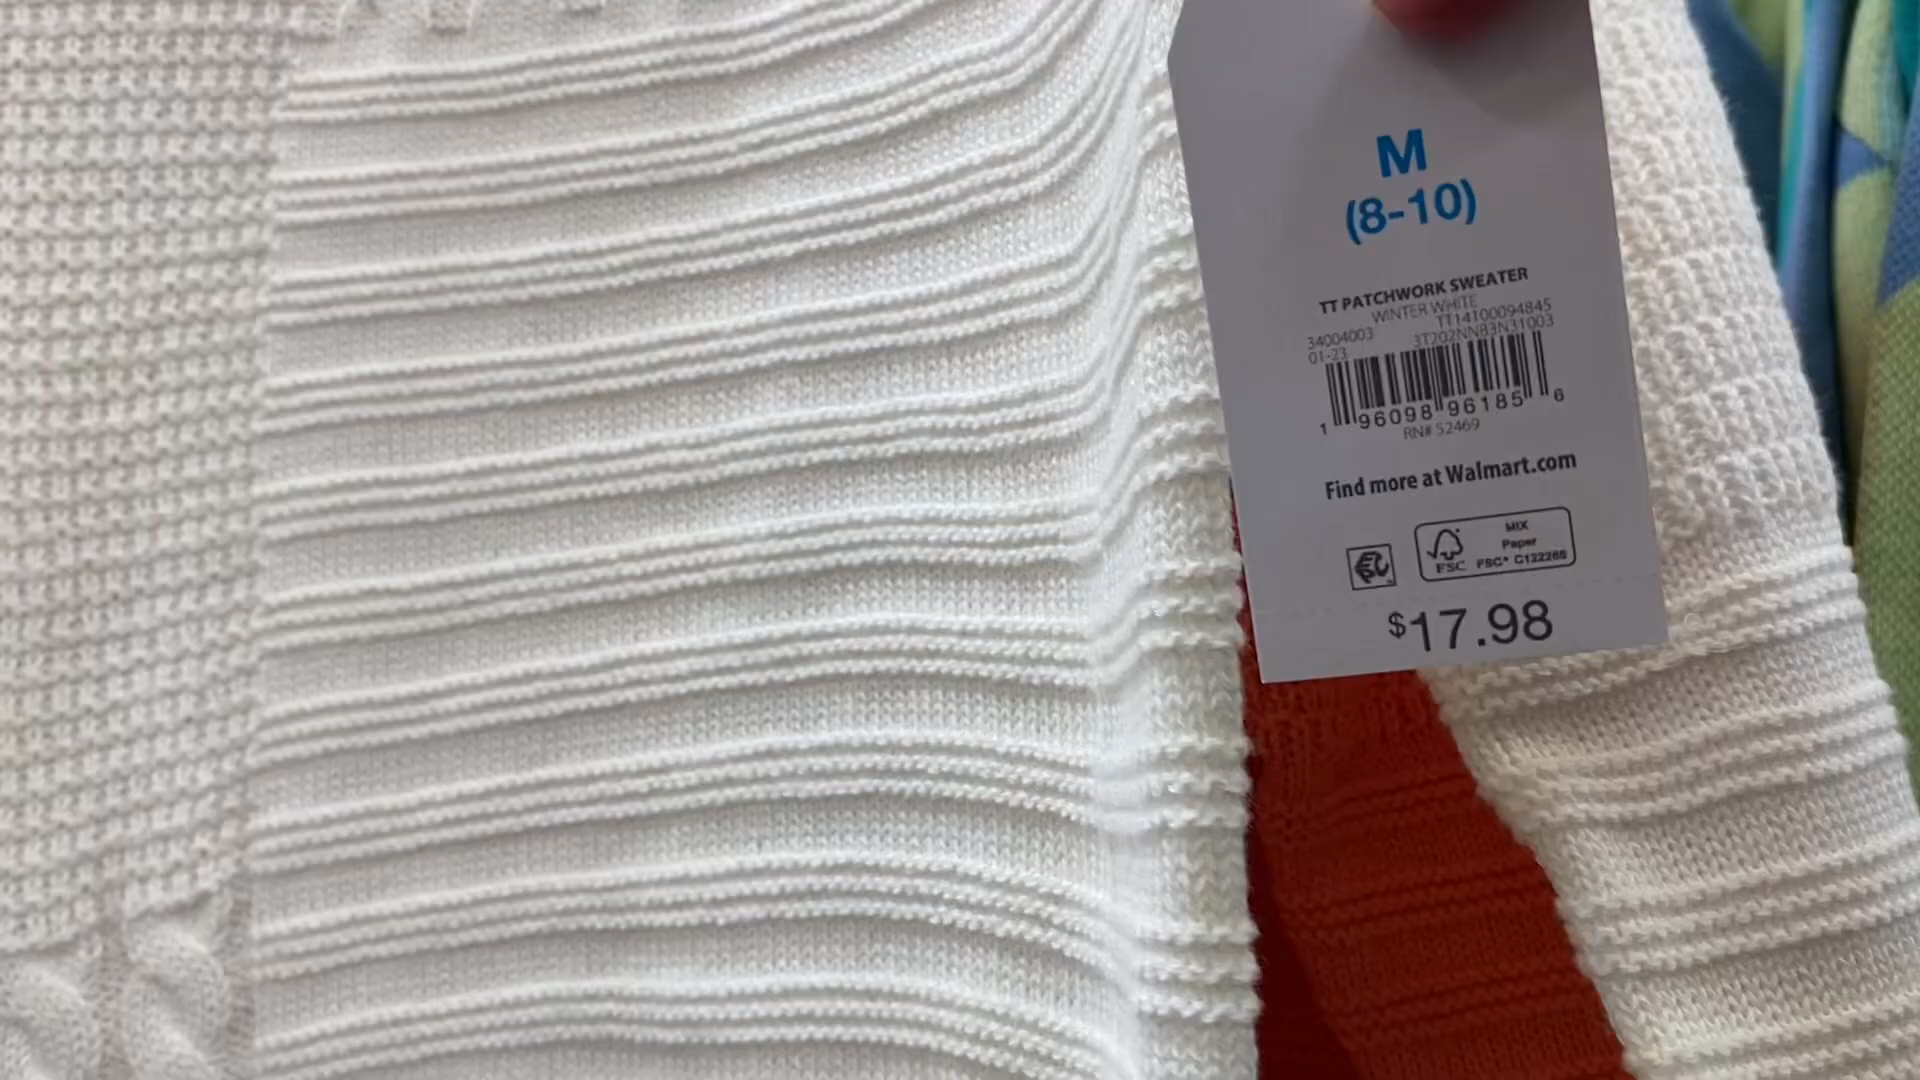 M
(8-10)
TT PATCHWORK SWEATER
WINTER WHITE
34004003 TT14100094845
01-23 3T202NN83N31003
1 96098 96185 6
RN# 52469
Find more at Walmart.com
MIX
Paper
FSC FSC® C122268
$17.98